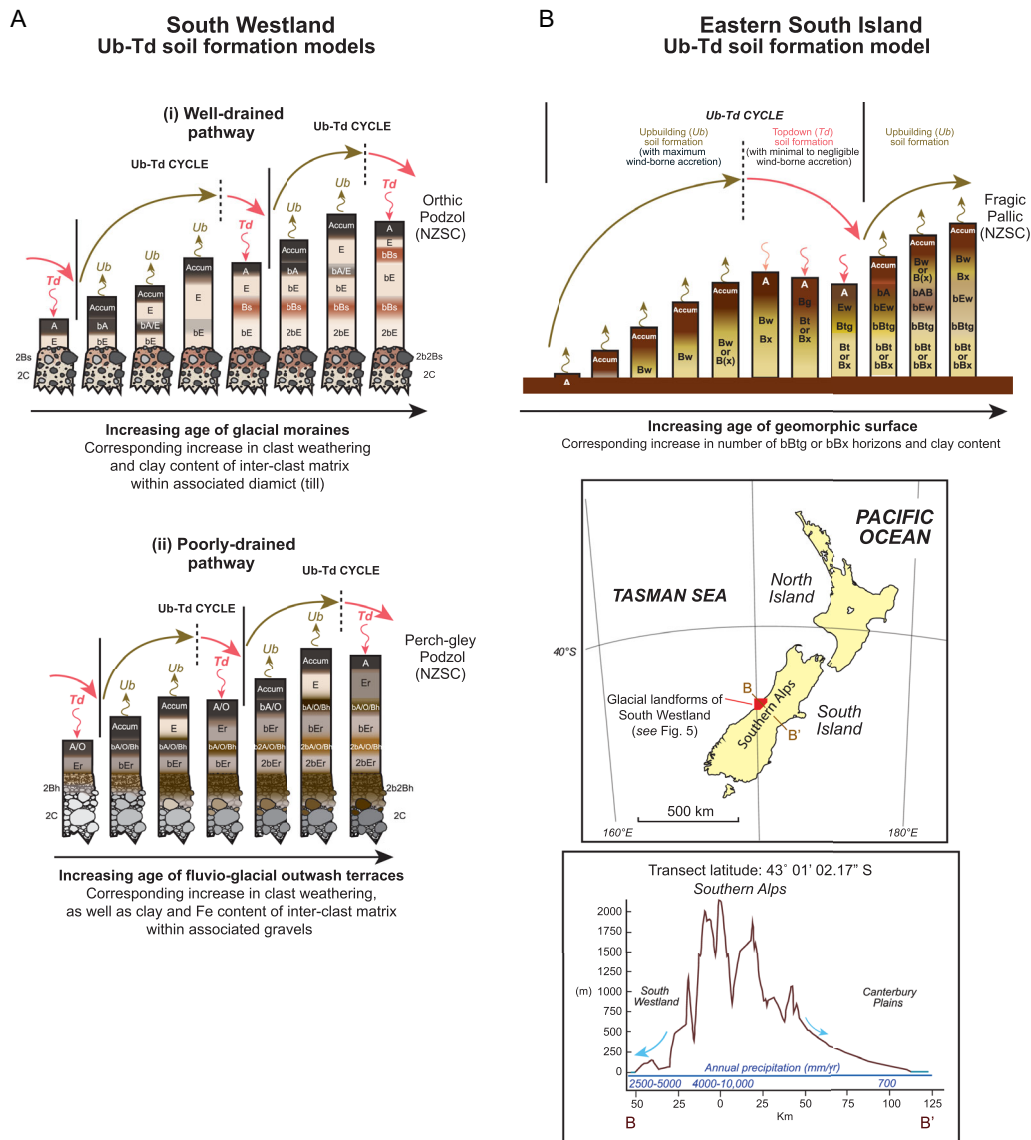 A
South Westland
Ub-Td soil formation models
(i) Well-drained
pathway
Ub-Td CYCLE
Ub-Td CYCLE
Td
Ub
Ub
Ub
Td
Ub
Ub
Td
Orthic
Podzol
(NZSC)
A
E
Accum
bA
bE
Accum
E
bA/E
bE
Accum
E
bE
A
E
Bs
bE
Accum
bA
bE
bBs
2bE
Accum
E
bA/E
bE
bBs
2bE
A
E
bBs
bE
2bE
2Bs
2C
2b2Bs
2C
Increasing age of glacial moraines
Corresponding increase in clast weathering
and clay content of inter-clast matrix
within associated diamict (till)
(ii) Poorly-drained
pathway
Ub-Td CYCLE
Ub-Td CYCLE
Td
Ub
Ub
Td
Ub
Ub
Td
Perch-gley
Podzol
(NZSC)
A/O
Er
Accum
bA/O
bEr
Accum
E
bA/O/Bh
bEr
A/O
Er
bA/O/Bh
bEr
Accum
bA/O
bEr
b2A/O/Bh
2bEr
Accum
E
bA/O/Bh
bEr
2bA/O/Bh
2bEr
A
Er
bA/O/Bh
bEr
2bA/O/Bh
2bEr
2Bh
2C
2b2Bh
2C
Increasing age of fluvio-glacial outwash terraces
Corresponding increase in clast weathering,
as well as clay and Fe content of inter-clast matrix
within associated gravels
B
Eastern South Island
Ub-Td soil formation model
Ub-Td CYCLE
Upbuilding (Ub)
soil formation
(with maximum
wind-borne accretion)
Topdown (Td)
soil formation
(with minimal to negligible
wind-borne accretion)
Upbuilding (Ub)
soil formation
Fragic
Pallic
(NZSC)
A
Accum
Accum
Bw
Accum
Bw
Accum
Bw
or
B(x)
A
Bw
Bx
A
Bg
Bt
or
Bx
A
Ew
Btg
Bt or
Bx
Accum
bA
bEw
bBtg
bBt or
bBx
Accum
Bw
or
B(x)
bAB
bEw
bBtg
bBt or
bBx
Accum
Bw
Bx
bEw
bBtg
bBt or
bBx
Increasing age of geomorphic surface
Corresponding increase in number of bBtg or bBx horizons and clay content
PACIFIC
OCEAN
TASMAN SEA
North
Island
40°S
Glacial landforms of
South Westland
(see Fig. 5)
B
Southern Alps
B'
South
Island
500 km
160°E
180°E
Transect latitude: 43° 01' 02.17" S
Southern Alps
2000
1750
1500
1250
(m)
1000
750
500
250
0
South
Westland
Canterbury
Plains
Annual precipitation (mm/yr)
2500-5000
4000-10,000
700
50
25
0
25
50
75
100
125
Km
B
B'